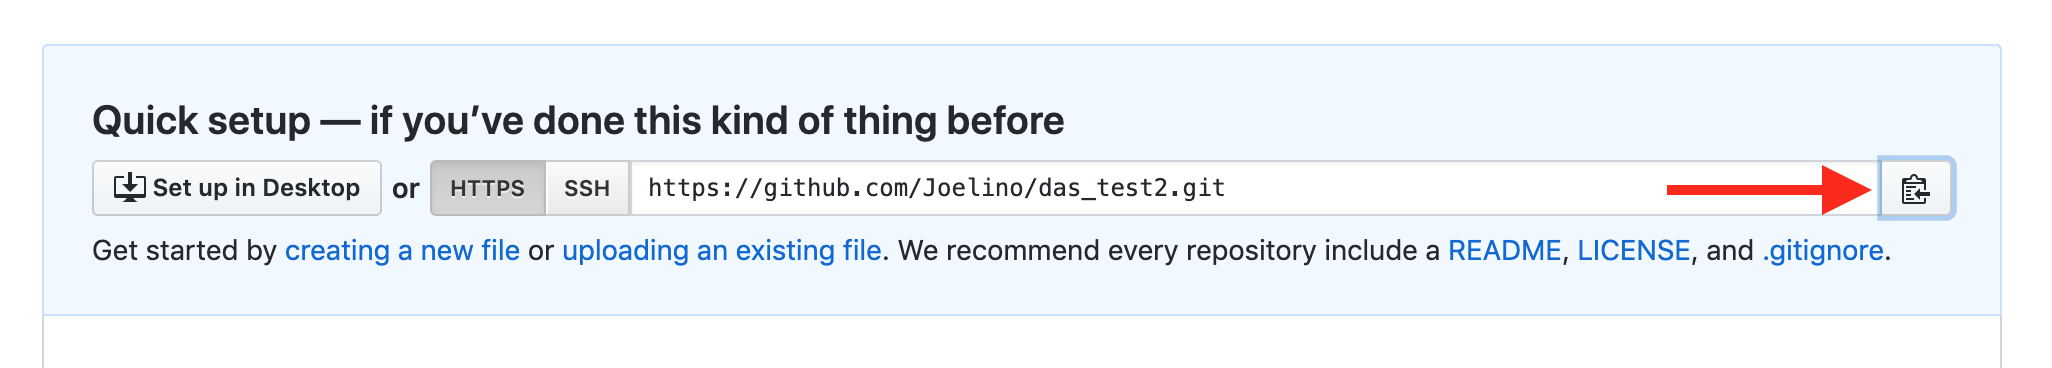 Quick setup — if you’ve done this kind of thing before
Set up in Desktop or HTTPS SSH https://github.com/Joelino/das_test2.git
Get started by creating a new file or uploading an existing file. We recommend every repository include a README, LICENSE, and .gitignore.